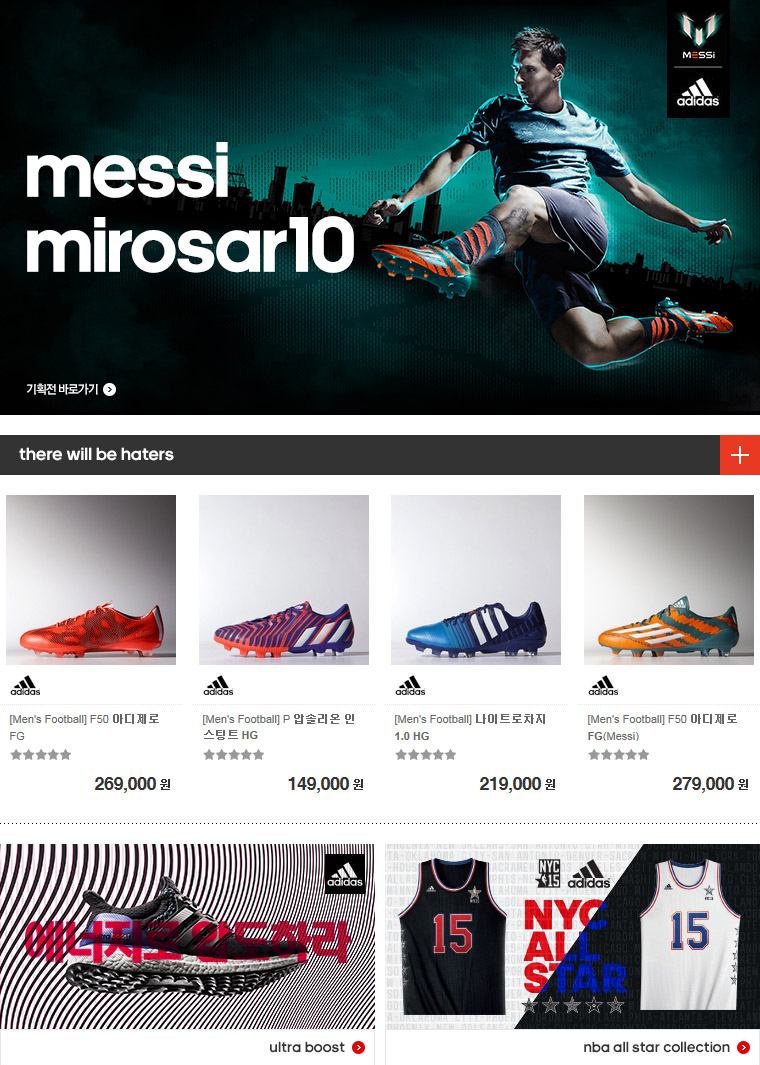 MESSI
adidas
messi
mirosar10
기획전 바로가기
there will be haters
adidas
adidas
adidas
adidas
[Men's Football] F50 아디제로
FG
[Men's Football] P 압솔리온 인
스팅트 HG
[Men's Football] 나이트로차지
1.0 HG
[Men's Football] F50 아디제로
FG(Messi)
269,000 원
149,000 원
219,000 원
279,000 원
adidas
에너지로 압도하라
ultra boost
NYC
15
adidas
15
15
NYC
ALL
STAR
nba all star collection